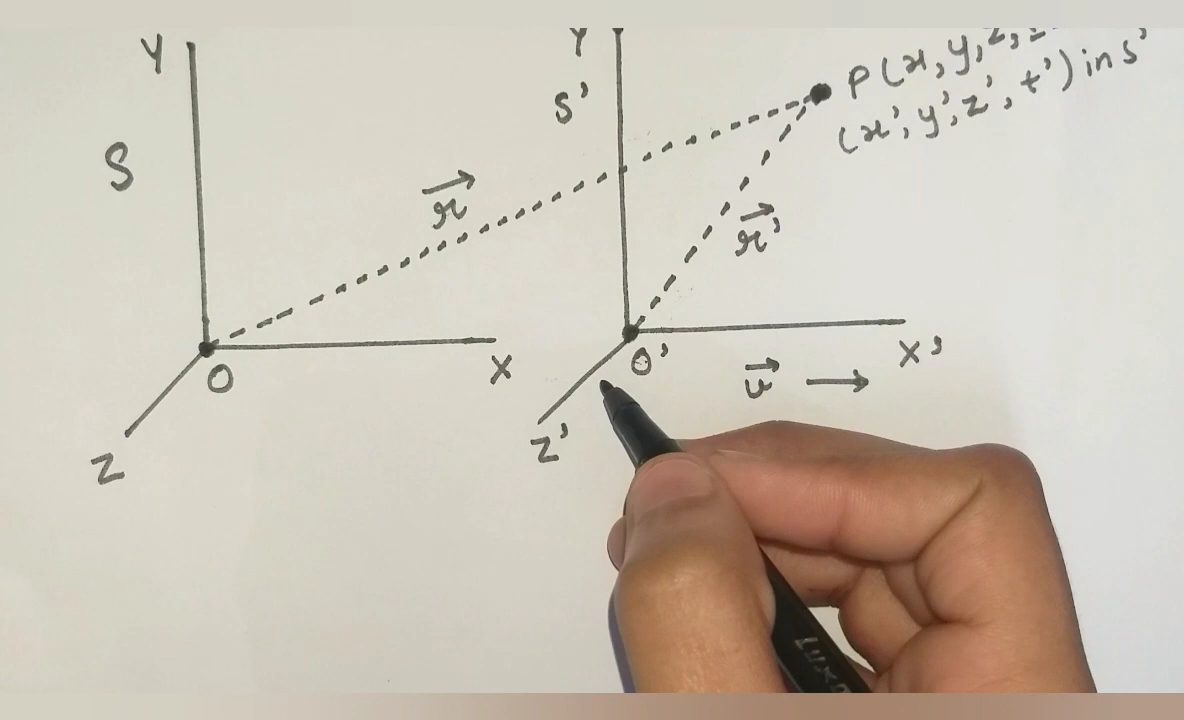 Y
S
Y
S'
P(x, y, z,
(x', y', z', t') in S'
r
r'
O
X
Z
O'
X'
v
Z'